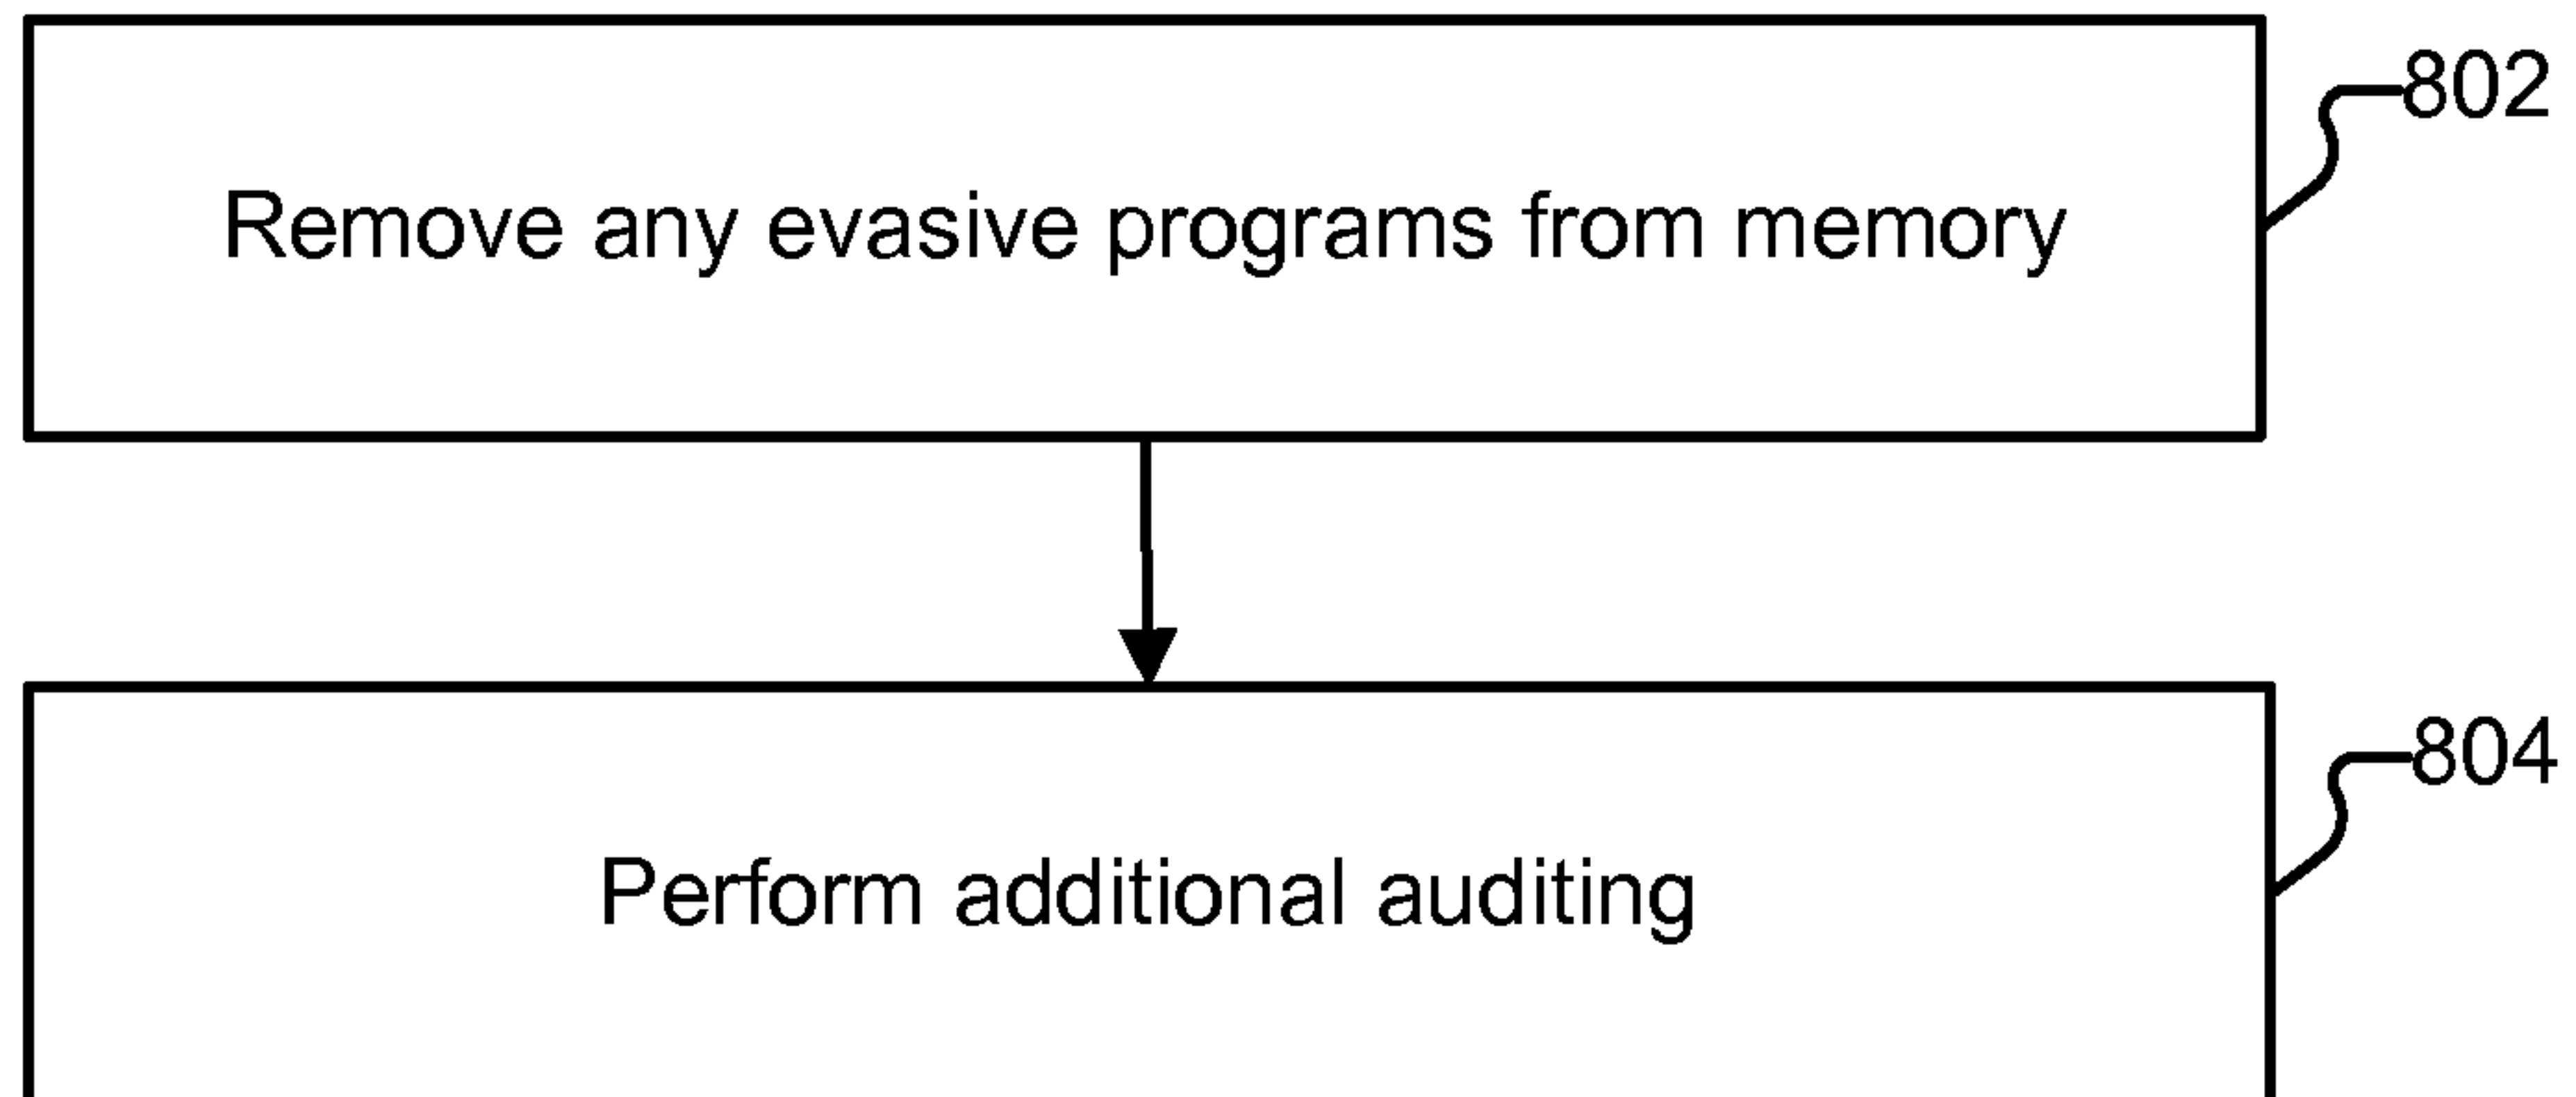 802
Remove any evasive programs from memory
804
Perform additional auditing